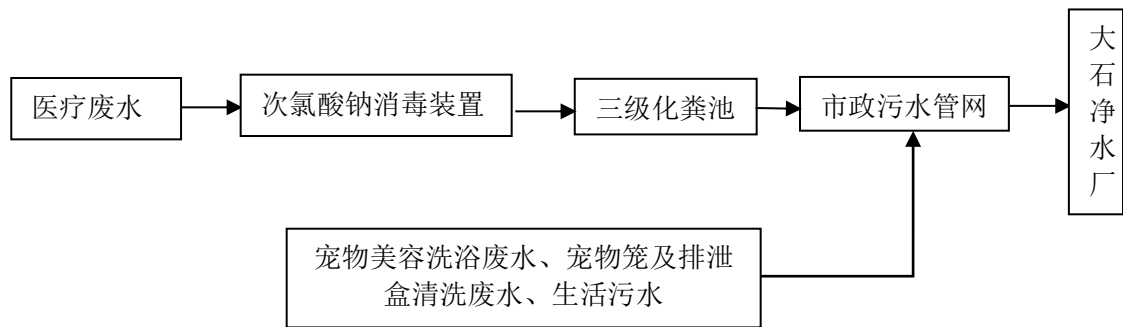 医疗废水
次氯酸钠消毒装置
三级化粪池
市政污水管网
大石净水厂
宠物美容洗浴废水、宠物笼及排泄
盒清洗废水、生活污水